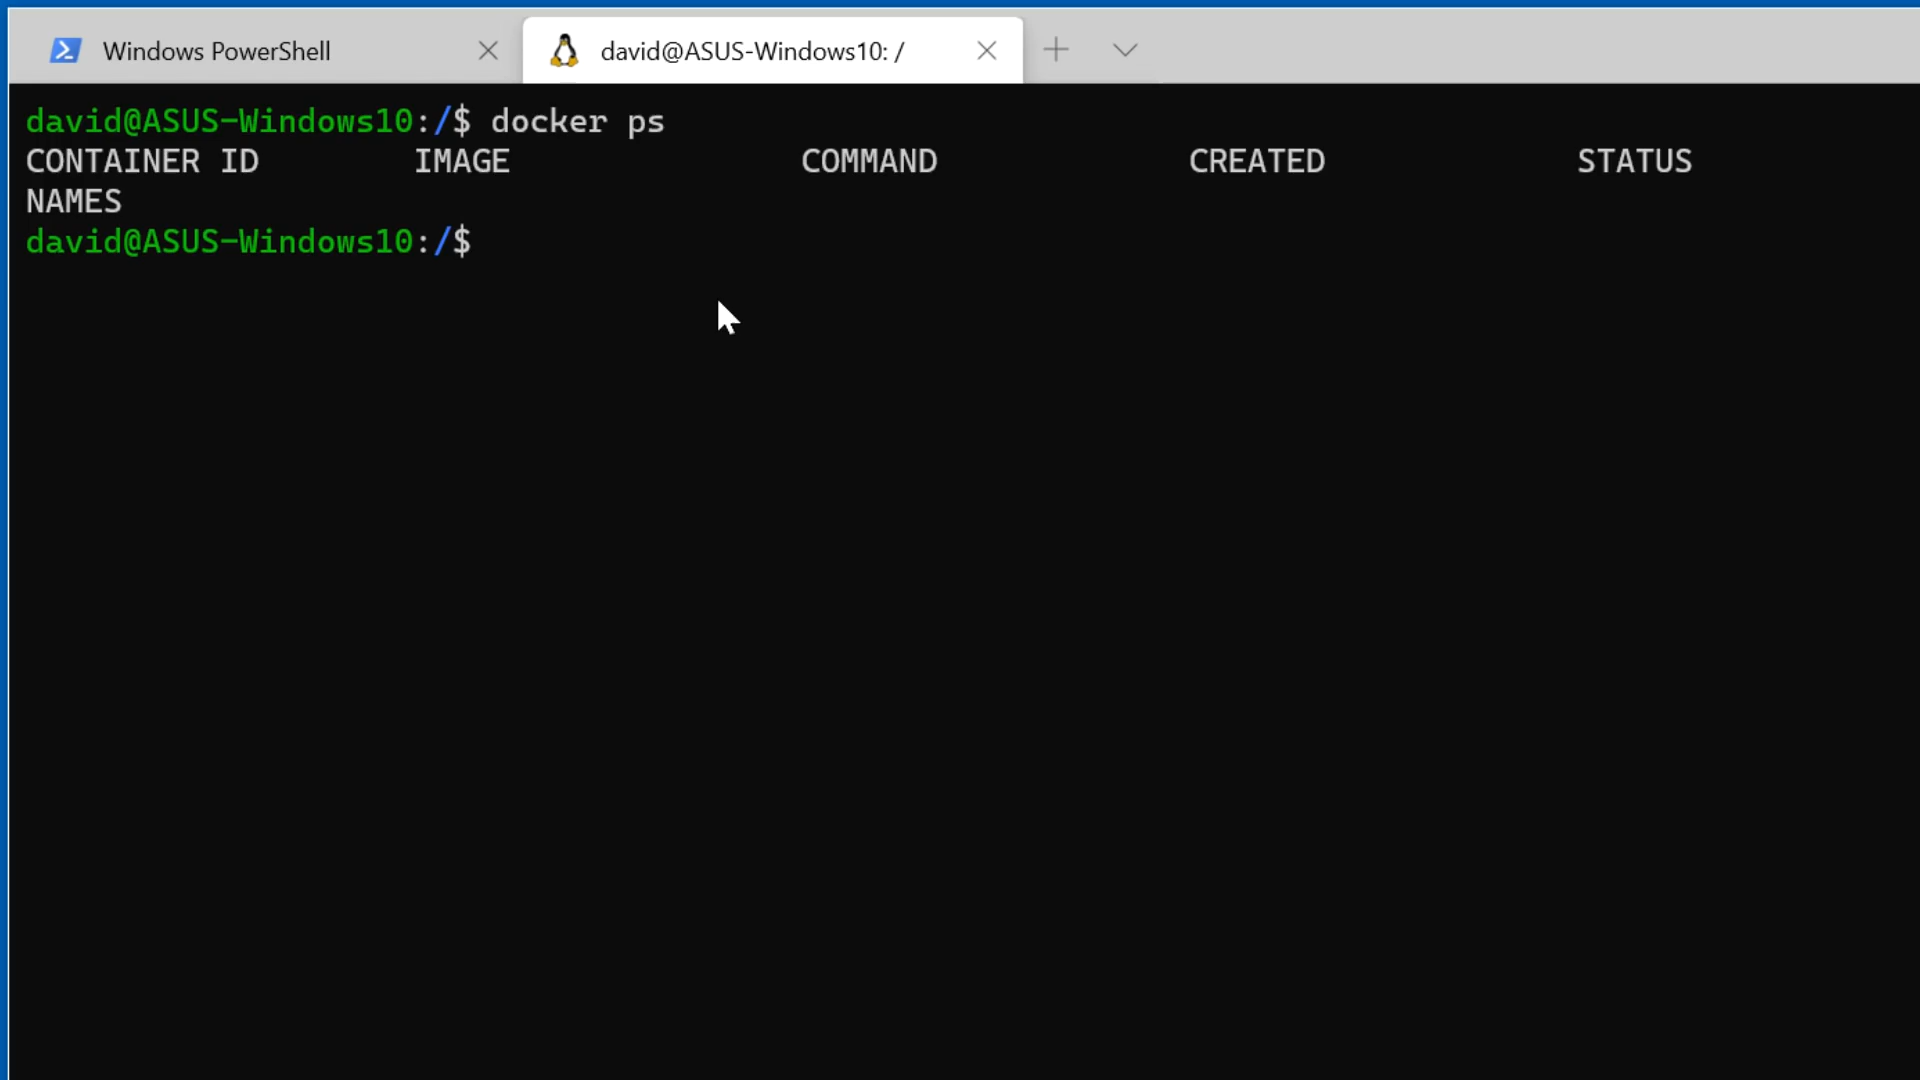 Windows PowerShell
david@ASUS-Windows10: /
david@ASUS-Windows10:/$ docker ps
CONTAINER ID IMAGE COMMAND CREATED STATUS
NAMES
david@ASUS-Windows10:/$